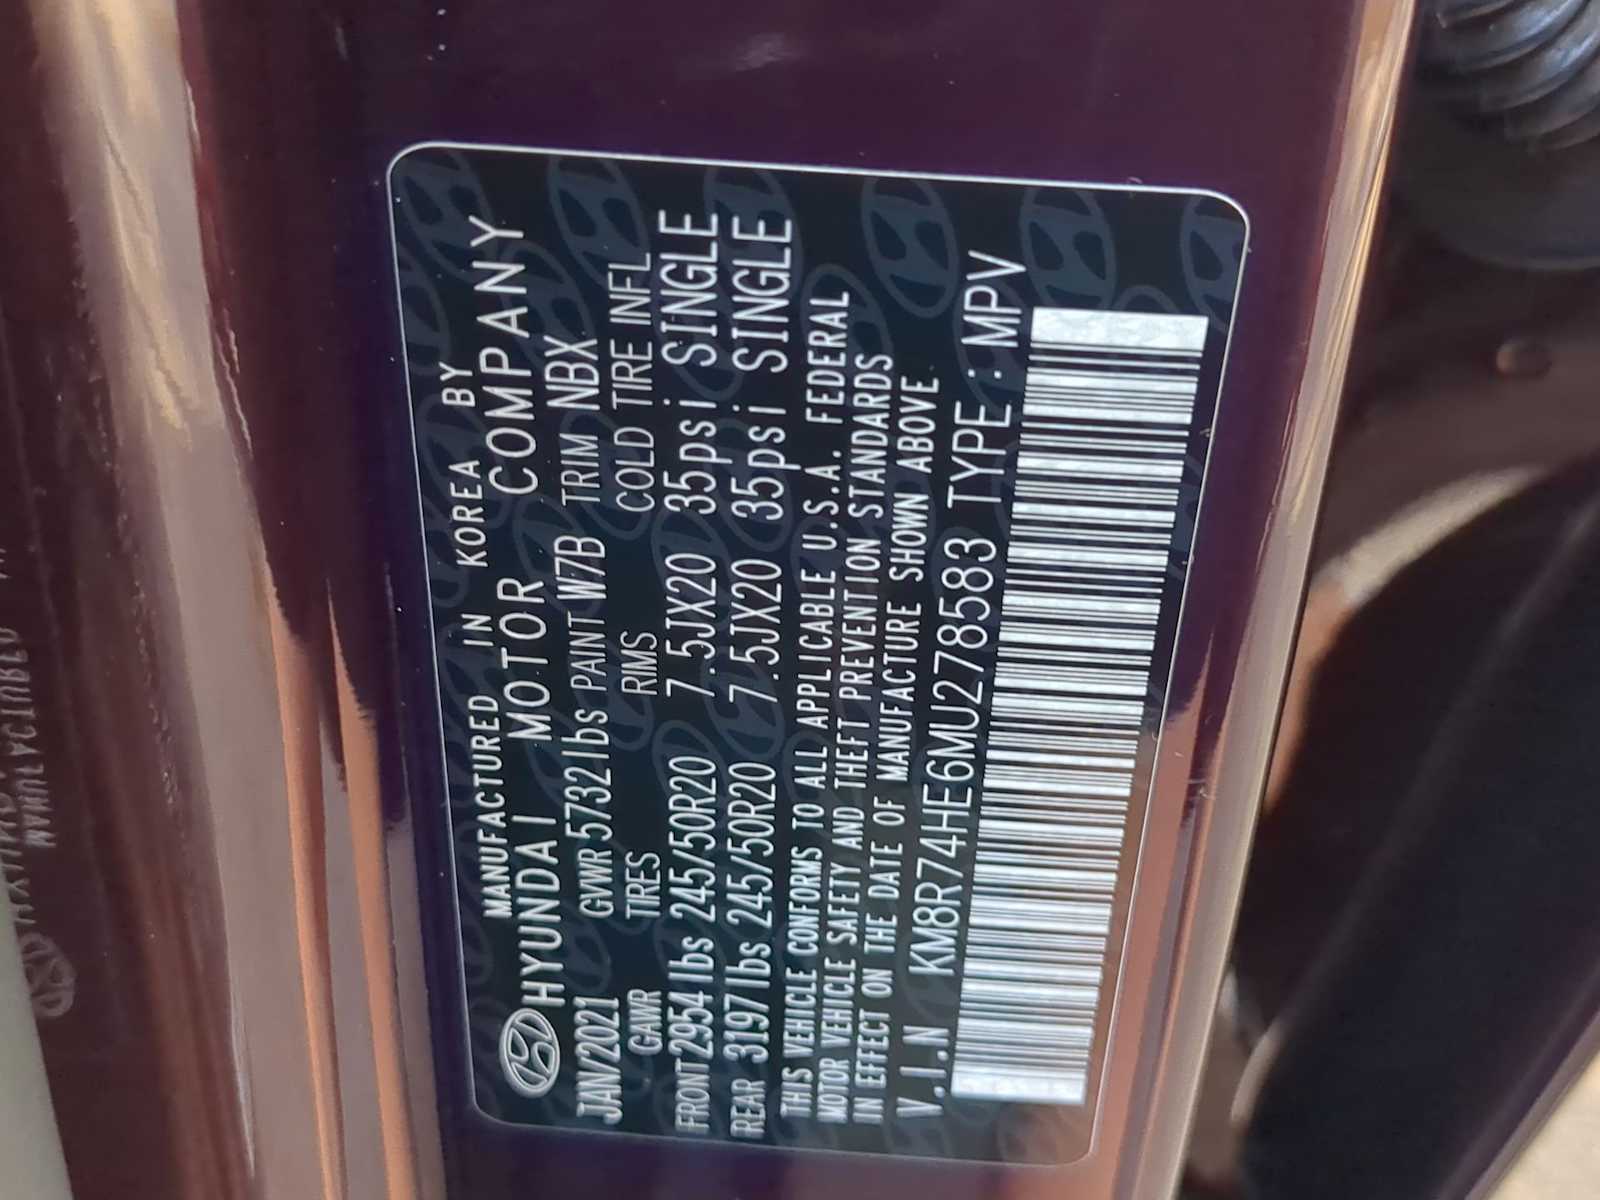 MANUFACTURED IN KOREA BY
HYUNDAI MOTOR COMPANY
JAN/2021 GVWR 5732 lbs PAINT W7B TRIM NBX
GAWR TIRES RIMS COLD TIRE INFL
FRONT 2954 lbs 245/50R20 7.5JX20 35psi SINGLE
REAR 3197 lbs 245/50R20 7.5JX20 35psi SINGLE
THIS VEHICLE CONFORMS TO ALL APPLICABLE U.S.A. FEDERAL
MOTOR VEHICLE SAFETY AND THEFT PREVENTION STANDARDS
IN EFFECT ON THE DATE OF MANUFACTURE SHOWN ABOVE
V.I.N KM8R74HE6MU278583 TYPE : MPV